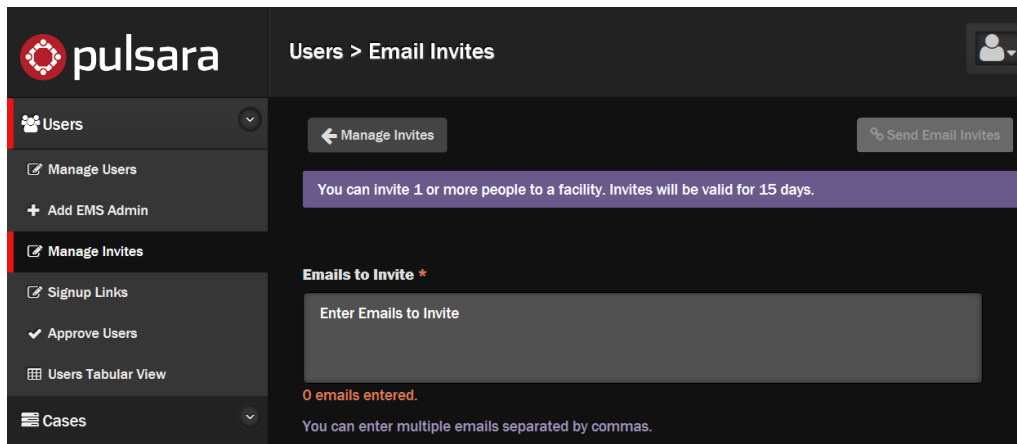 pulsara
Users > Email Invites
Users
Manage Invites
Send Email Invites
Manage Users
You can invite 1 or more people to a facility. Invites will be valid for 15 days.
Add EMS Admin
Manage Invites
Emails to Invite *
Signup Links
Enter Emails to Invite
Approve Users
Users Tabular View
0 emails entered.
Cases
You can enter multiple emails separated by commas.